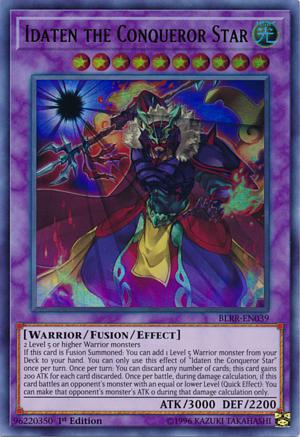 Idaten the Conqueror Star
光
BLRR-EN039
[Warrior/Fusion/Effect]
2 Level 5 or higher Warrior monsters
If this card is Fusion Summoned: You can add 1 Level 5 Warrior monster from your
Deck to your hand. You can only use this effect of "Idaten the Conqueror Star"
once per turn. Once per turn: You can discard any number of cards; this card gains
200 ATK for each card discarded. Once per battle, during damage calculation, if this
card battles an opponent's monster with an equal or lower Level (Quick Effect): You
can make that opponent's monster's ATK 0 during that damage calculation only.
ATK/3000 DEF/2200
96220350 1st Edition ©1996 KAZUKI TAKAHASHI